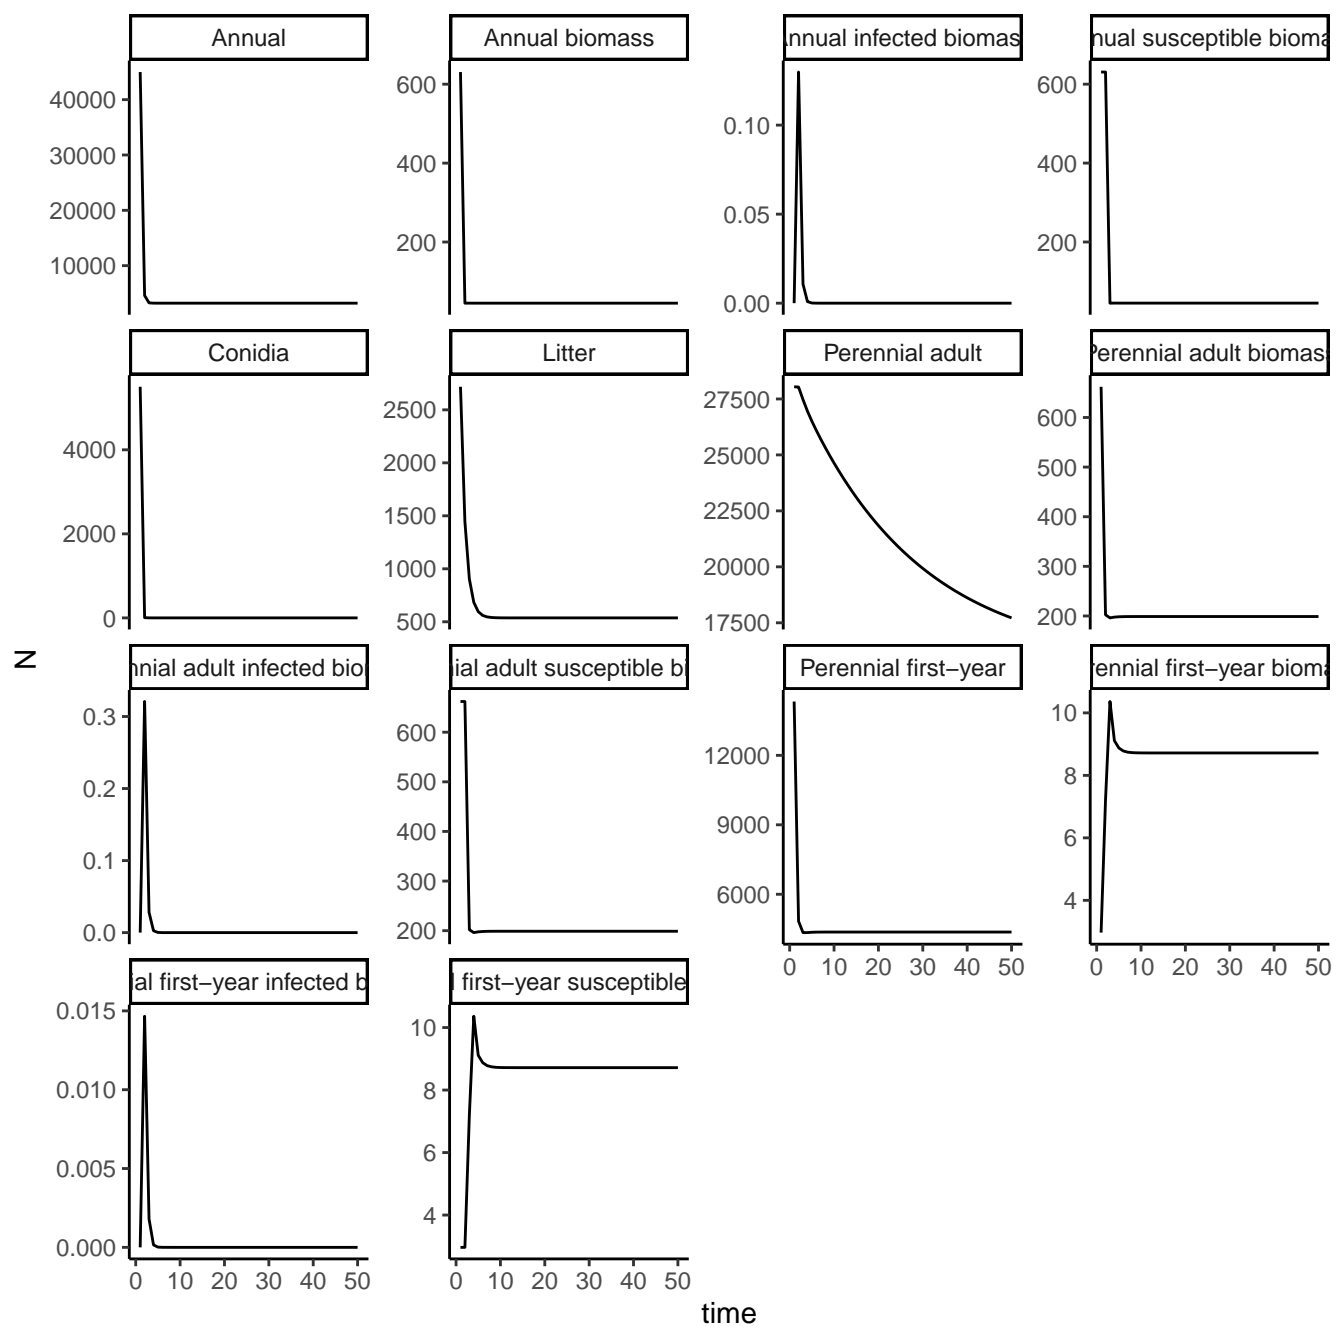 Annual
Annual biomass
nnual infected biomas
nual susceptible bioma
40000
30000
20000
10000
600
400
200
0.10
0.05
0.00
600
400
200
Conidia
Litter
Perennial adult
Perennial adult biomass
4000
2000
0
2500
2000
1500
1000
500
27500
25000
22500
20000
17500
600
500
400
300
200
N
nnial adult infected bio
ial adult susceptible bi
Perennial first−year
rennial first−year bioma
0.3
0.2
0.1
0.0
600
500
400
300
200
12000
9000
6000
10
8
6
4
0 10 20 30 40 50
0 10 20 30 40 50
ial first−year infected b
l first−year susceptible
0.015
0.010
0.005
0.000
10
8
6
4
0 10 20 30 40 50
0 10 20 30 40 50
time